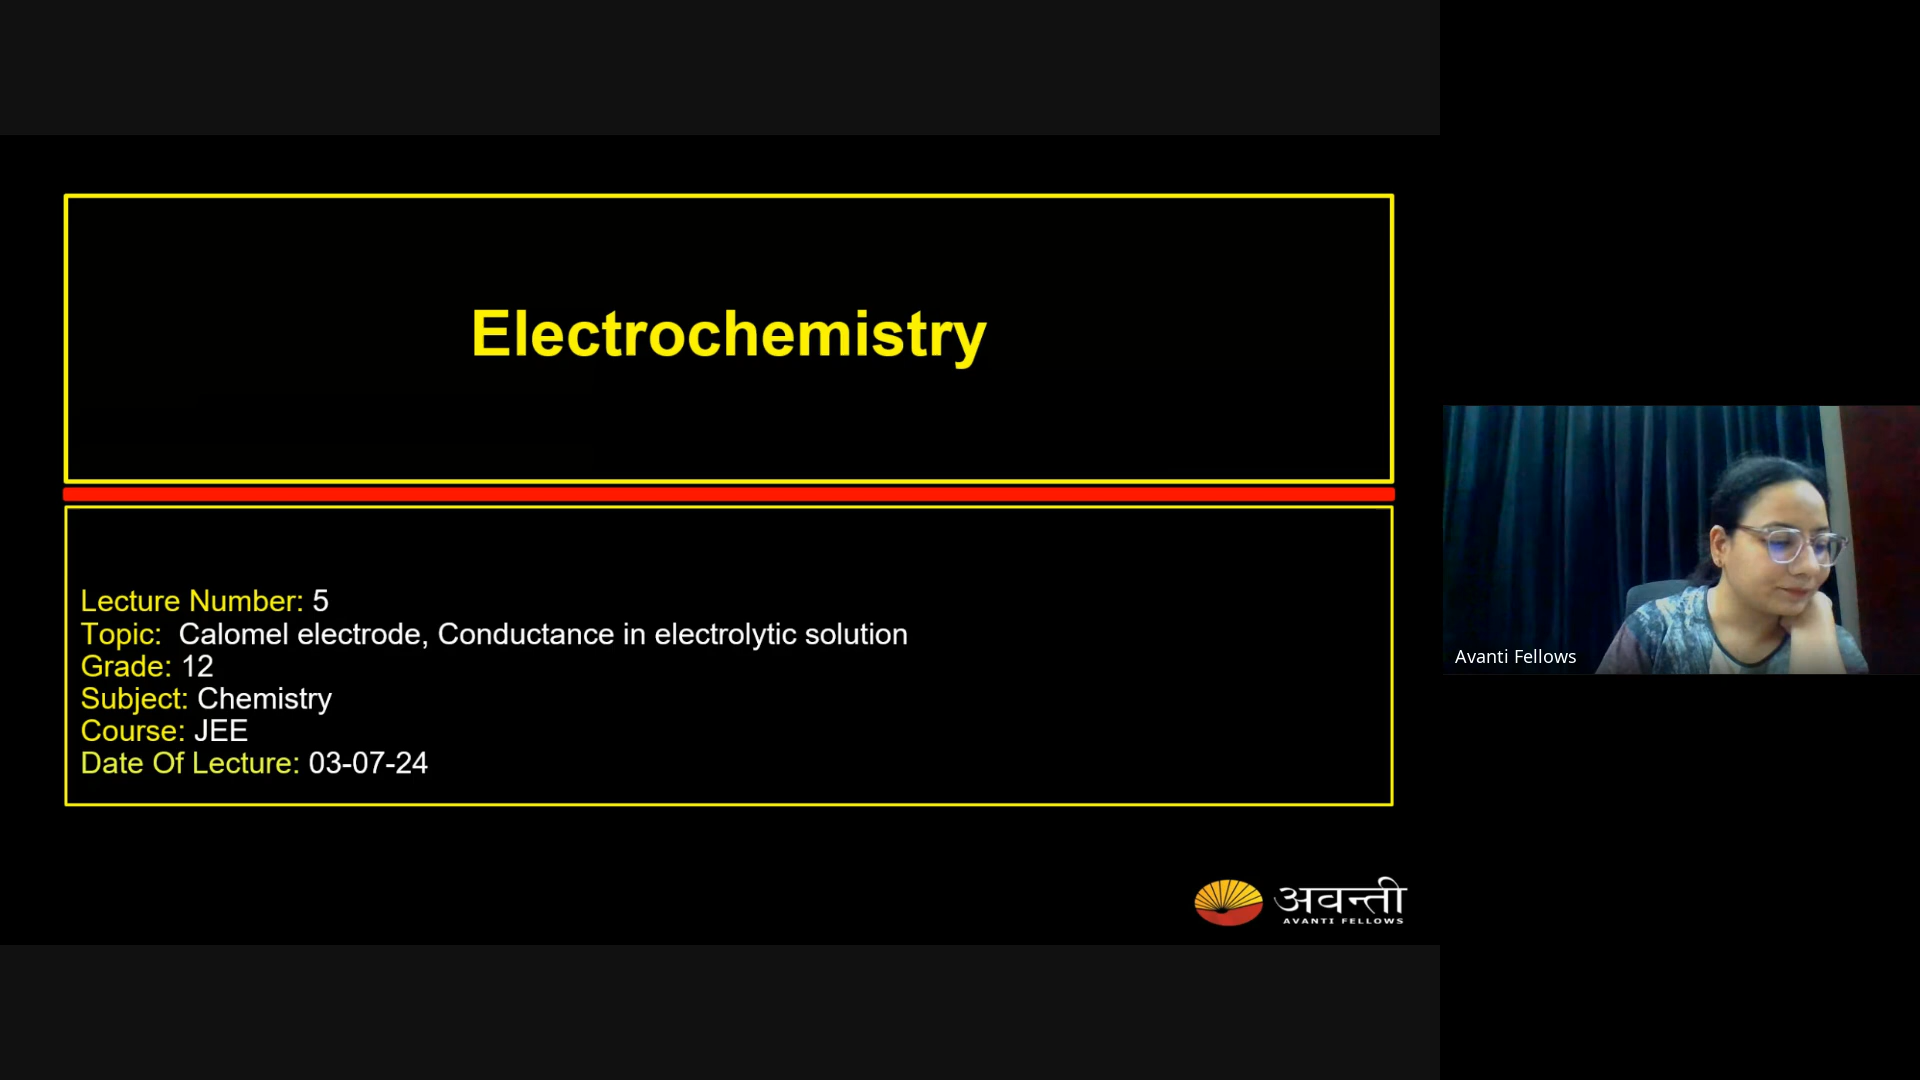 Electrochemistry
Lecture Number: 5
Topic: Calomel electrode, Conductance in electrolytic solution
Grade: 12
Subject: Chemistry
Course: JEE
Date Of Lecture: 03-07-24
Avanti Fellows
अवन्ती
AVANTI FELLOWS